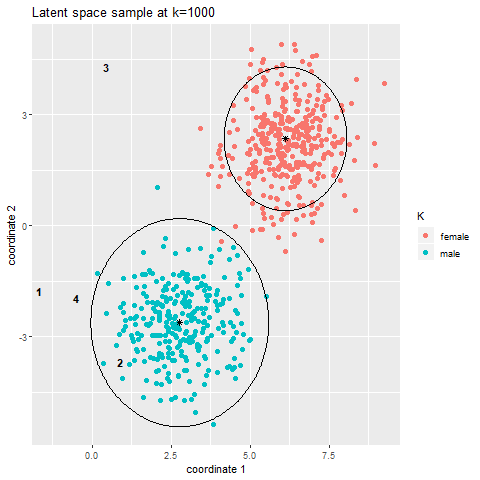 Latent space sample at k=1000
3
3
K
female
male
0
coordinate 2
1
4
-3
2
0.0
2.5
5.0
7.5
coordinate 1